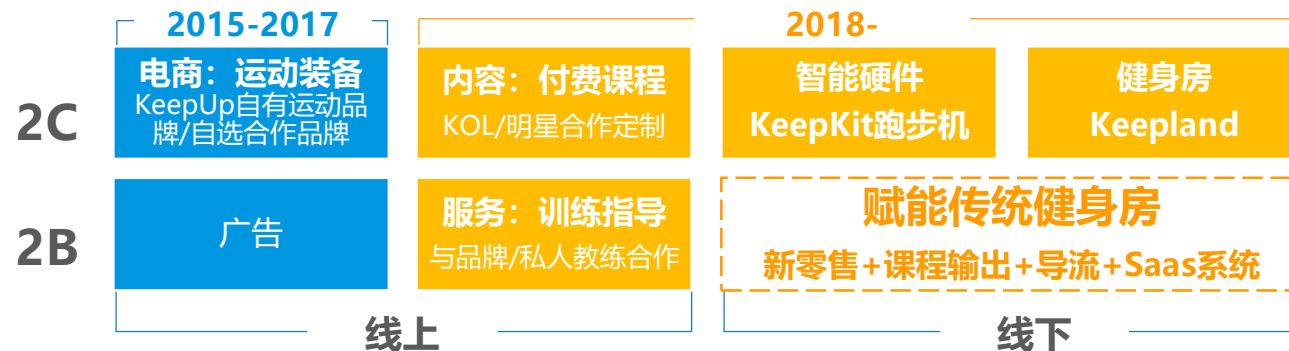 2015-2017
2018-
2C
电商：运动装备
KeepUp自有运动品
牌/自选合作品牌
内容：付费课程
KOL/明星合作定制
智能硬件
KeepKit跑步机
健身房
Keepland
2B
广告
服务：训练指导
与品牌/私人教练合作
赋能传统健身房
新零售+课程输出+导流+Saas系统
线上
线下